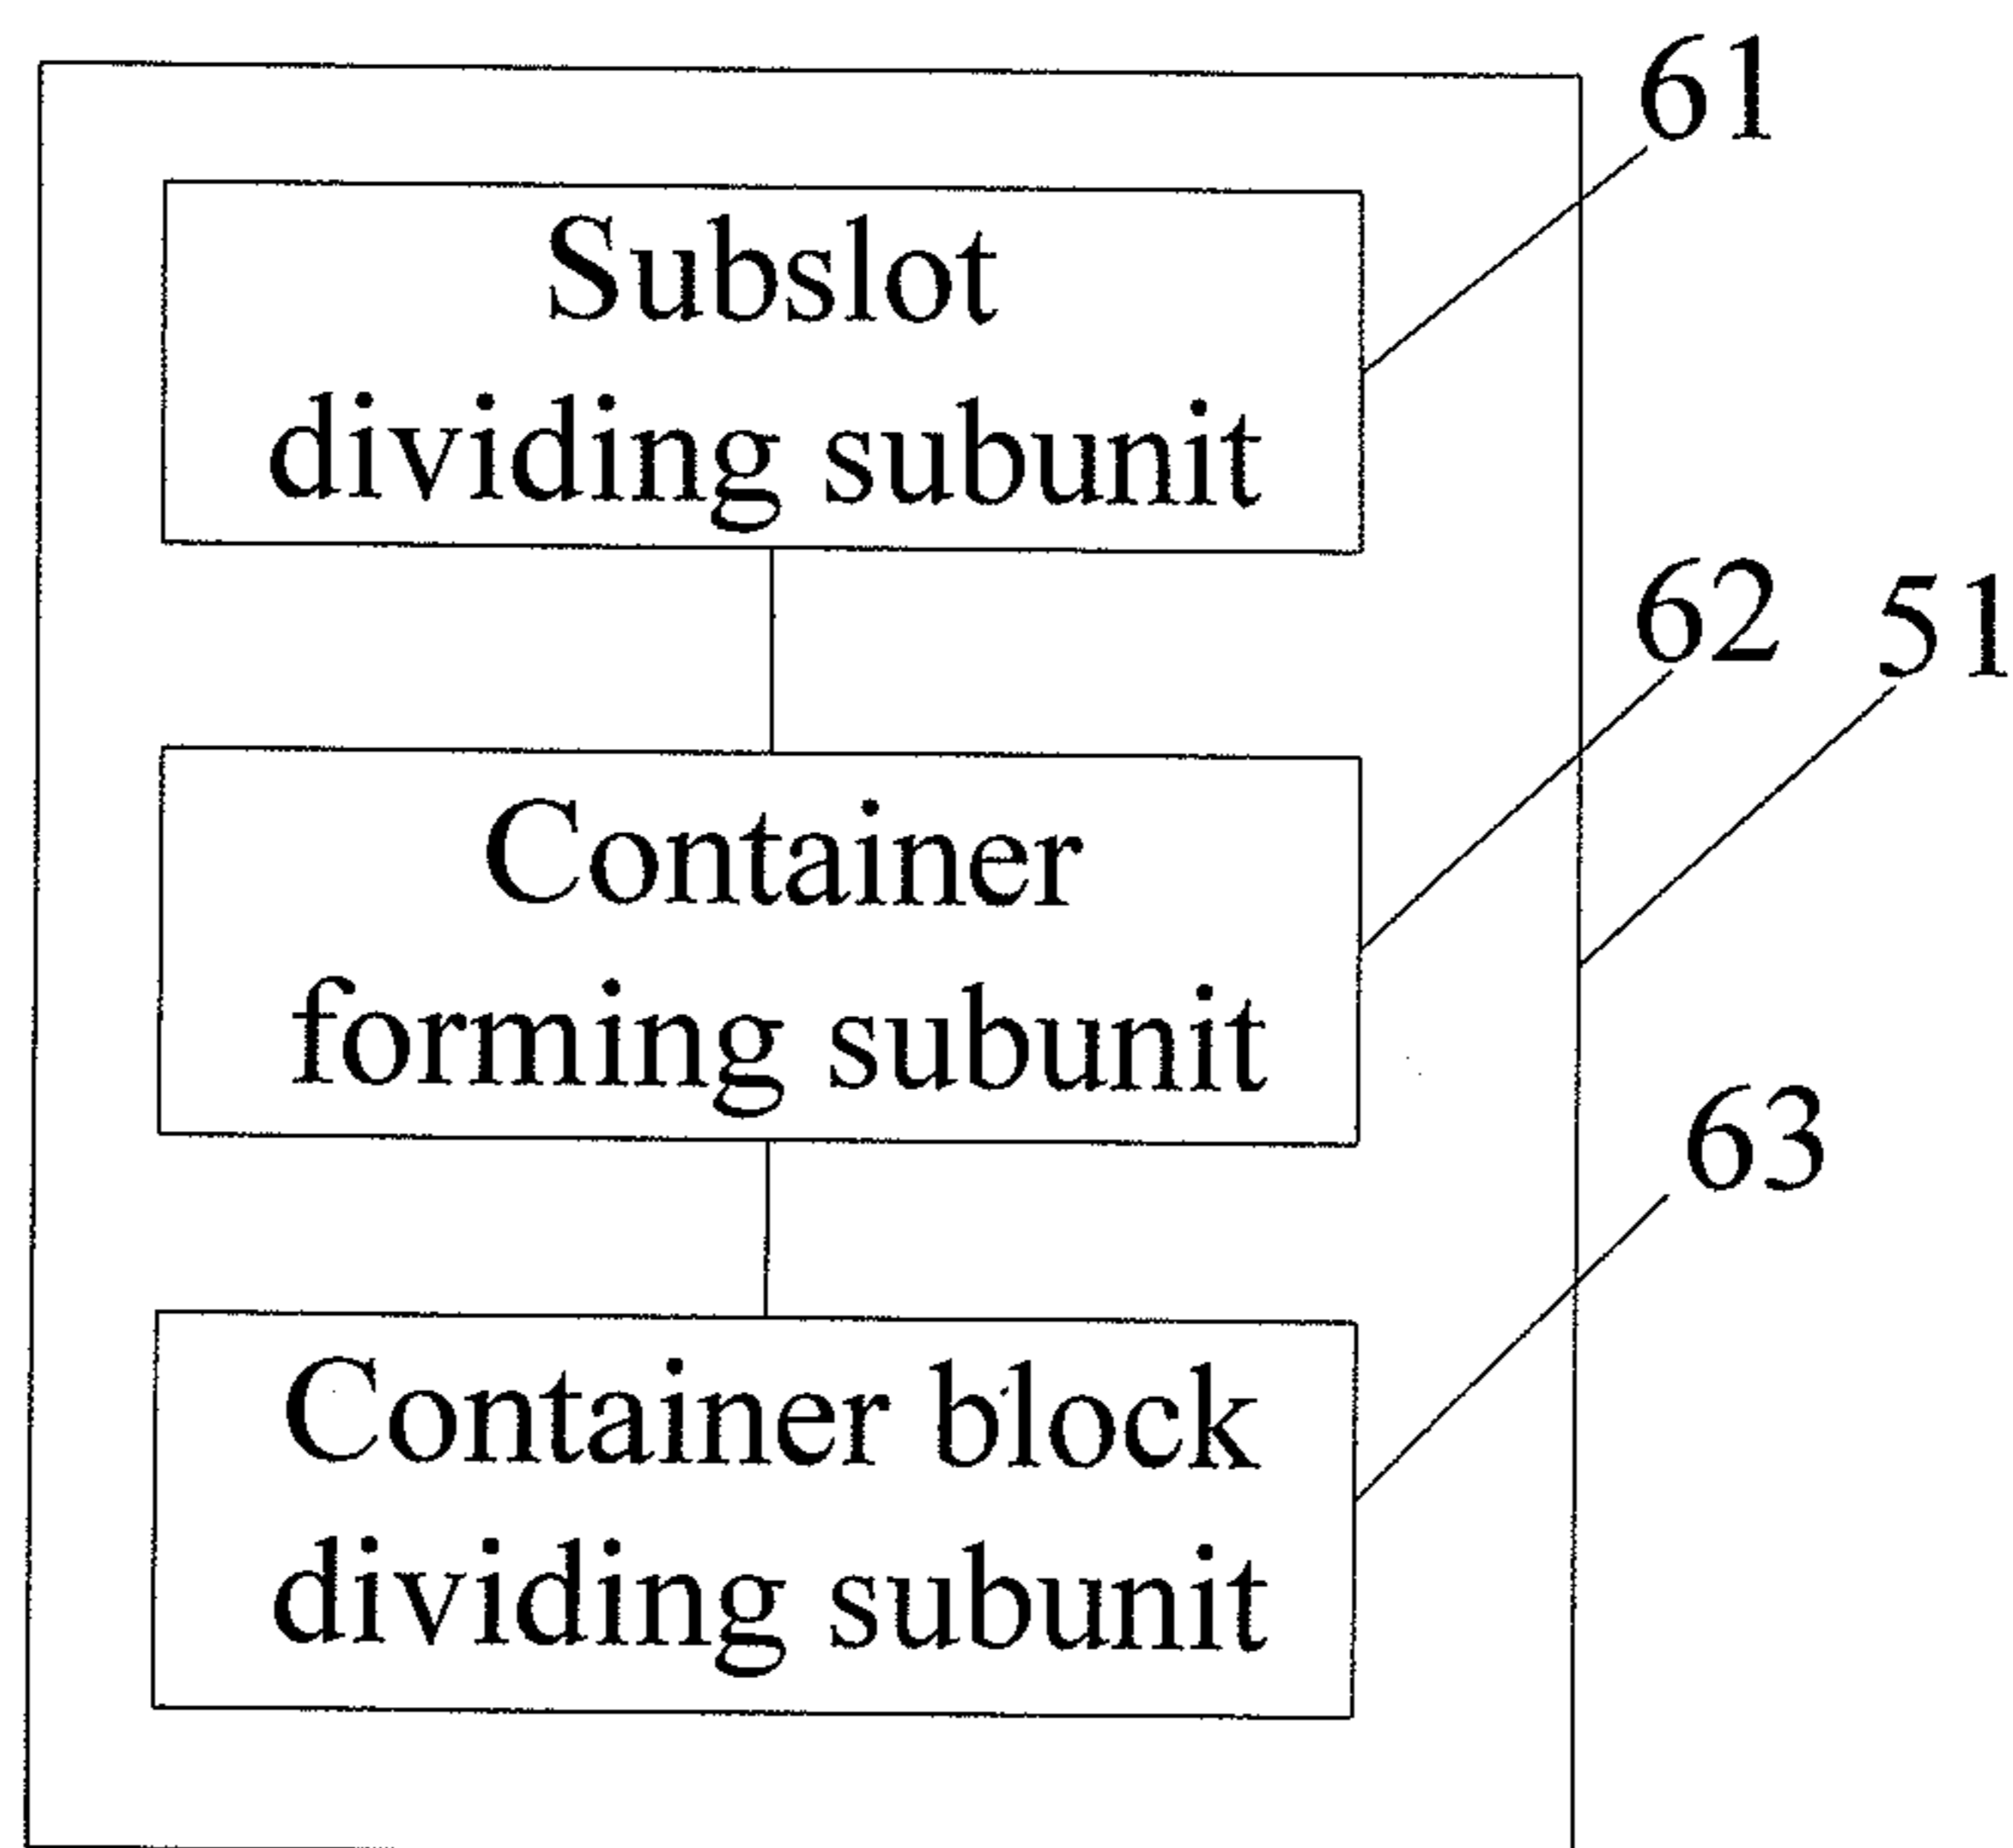 61
Subslot
dividing subunit
62
51
Container
forming subunit
63
Container block
dividing subunit